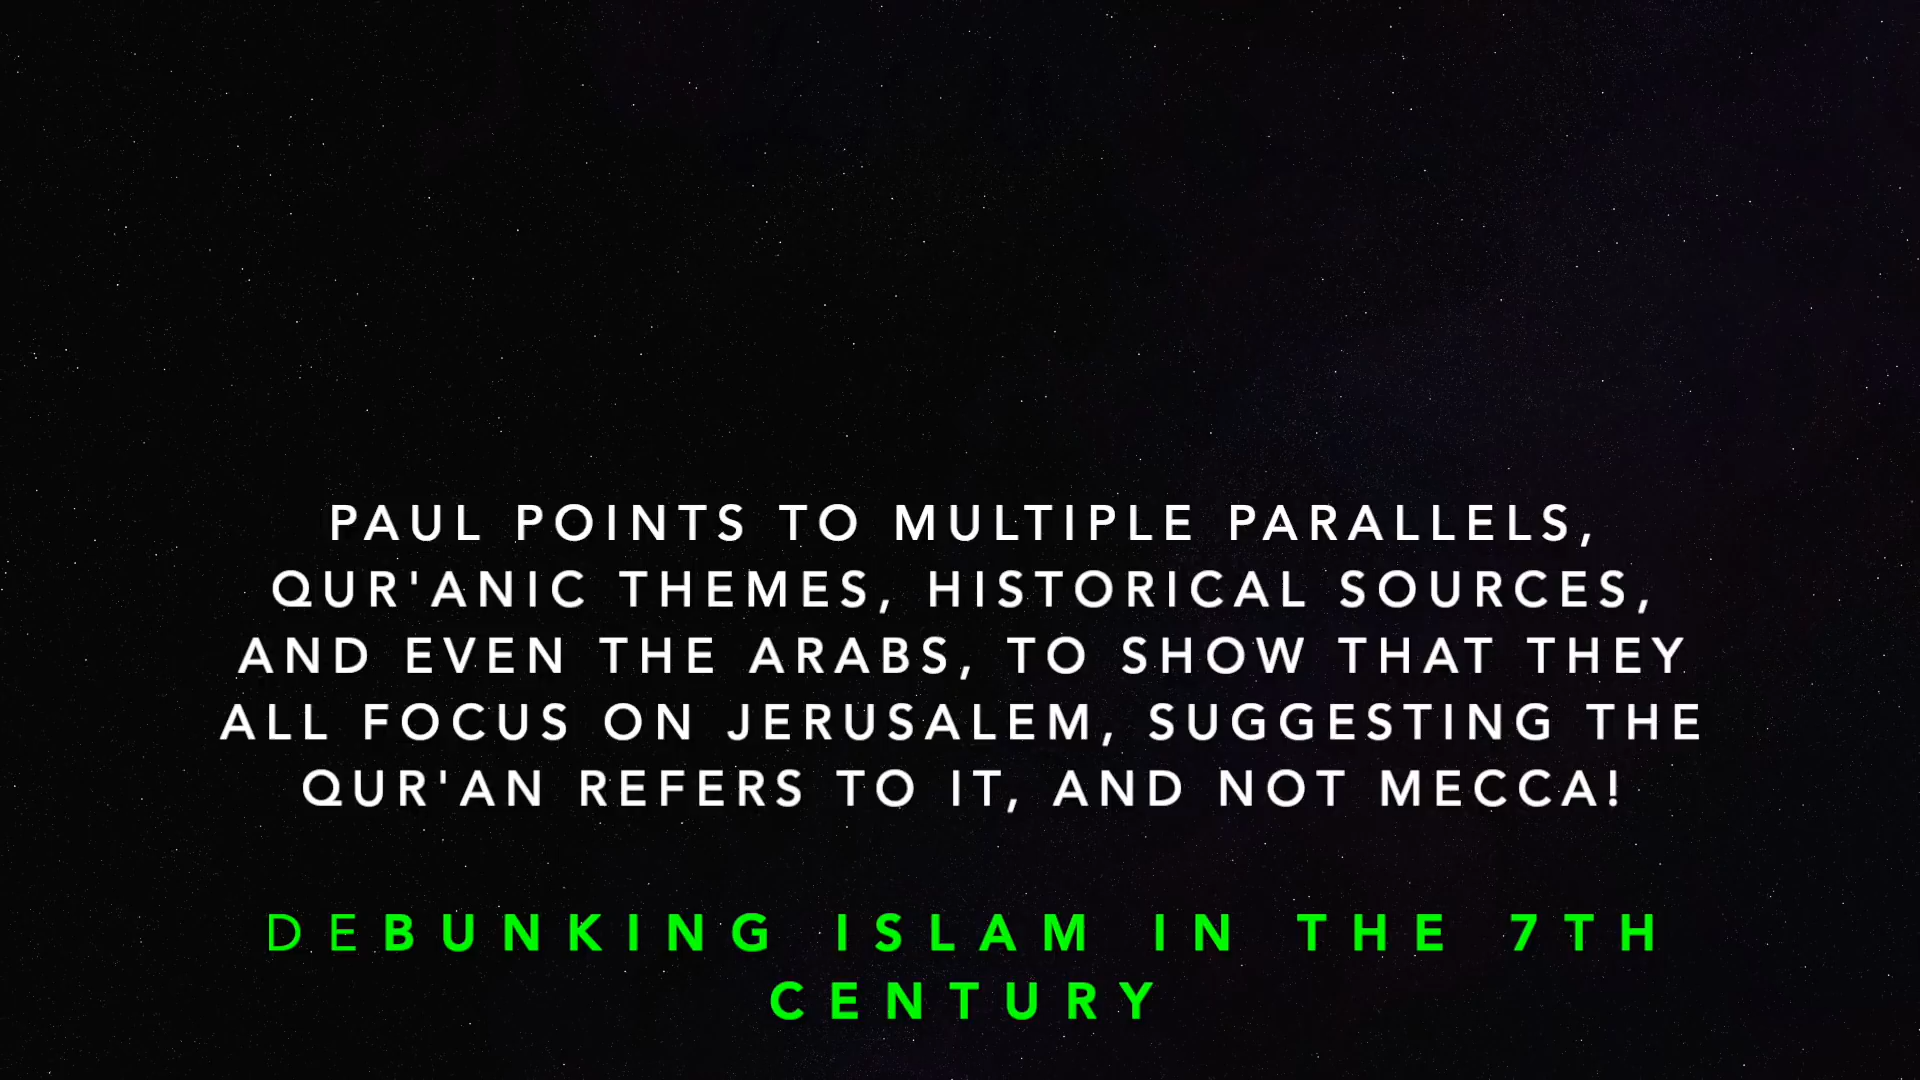 PAUL POINTS TO MULTIPLE PARALLELS,
QUR'ANIC THEMES, HISTORICAL SOURCES,
AND EVEN THE ARABS, TO SHOW THAT THEY
ALL FOCUS ON JERUSALEM, SUGGESTING THE
QUR'AN REFERS TO IT, AND NOT MECCA!
DEBUNKING ISLAM IN THE 7TH
CENTURY